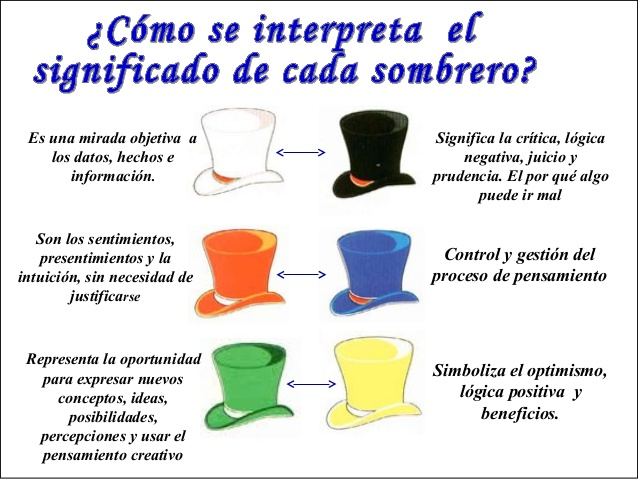 ¿Cómo se interpreta el
significado de cada sombrero?
Es una mirada objetiva a
los datos, hechos e
información.
Significa la crítica, lógica
negativa, juicio y
prudencia. El por qué algo
puede ir mal
Son los sentimientos,
presentimientos y la
intuición, sin necesidad de
justificarse
Control y gestión del
proceso de pensamiento
Representa la oportunidad
para expresar nuevos
conceptos, ideas,
posibilidades,
percepciones y usar el
pensamiento creativo
Simboliza el optimismo,
lógica positiva y
beneficios.